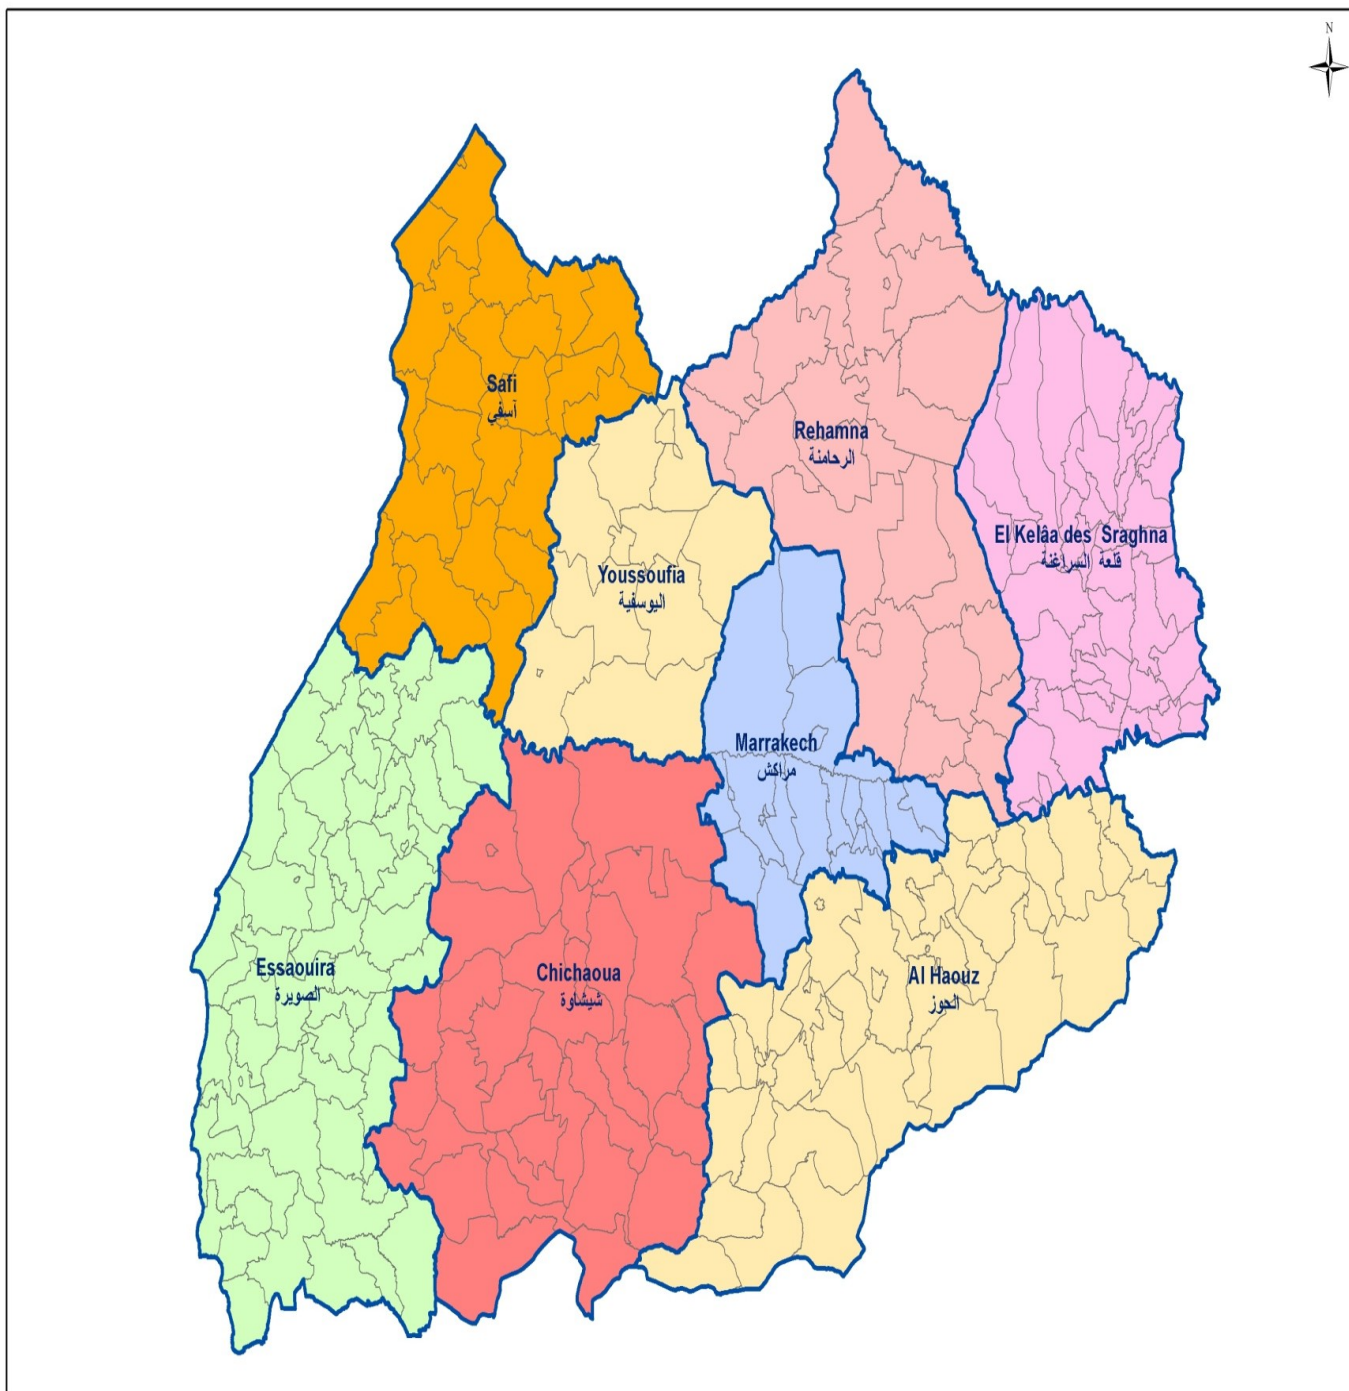 N
Safi
آسفي
Rehamna
الرحامنة
El Kelâa des Sraghna
قلعة السراغنة
Youssoufia
اليوسفية
Marrakech
مراكش
Essaouira
الصويرة
Chichaoua
شيشاوة
Al Haouz
الحوز